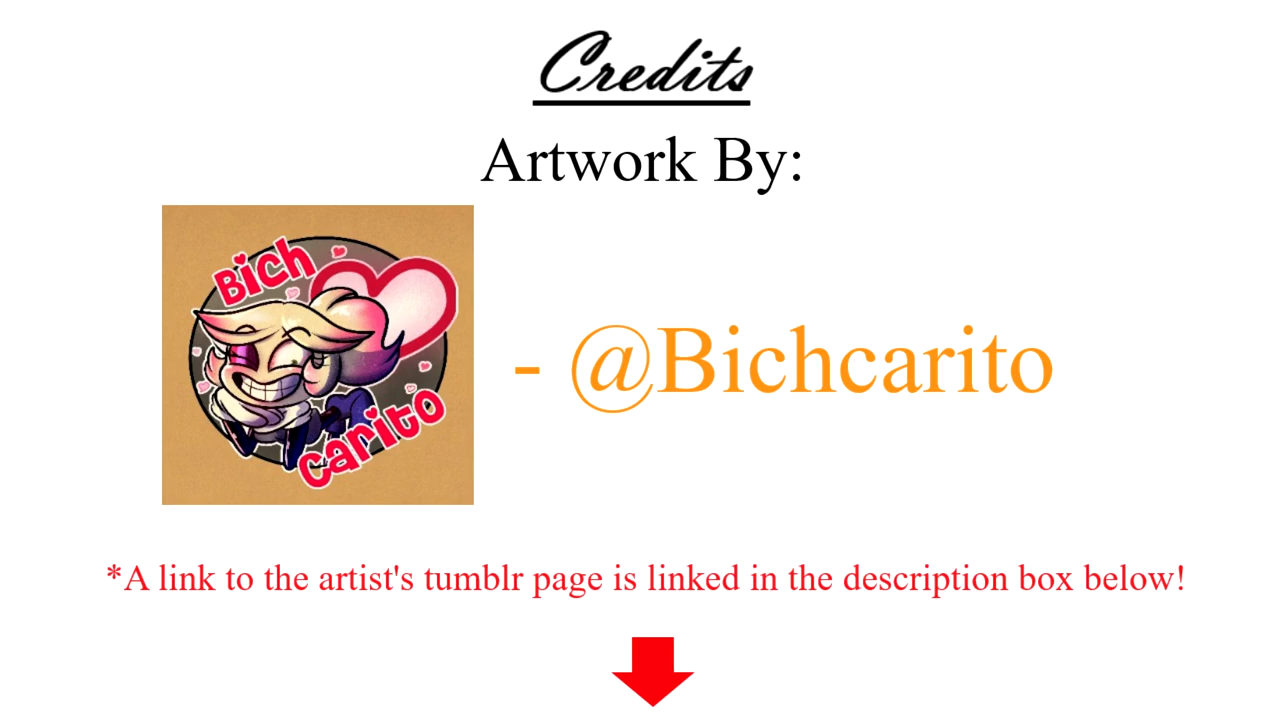 Credits
Artwork By:
Bich
Carito
- @Bichcarito
*A link to the artist's tumblr page is linked in the description box below!